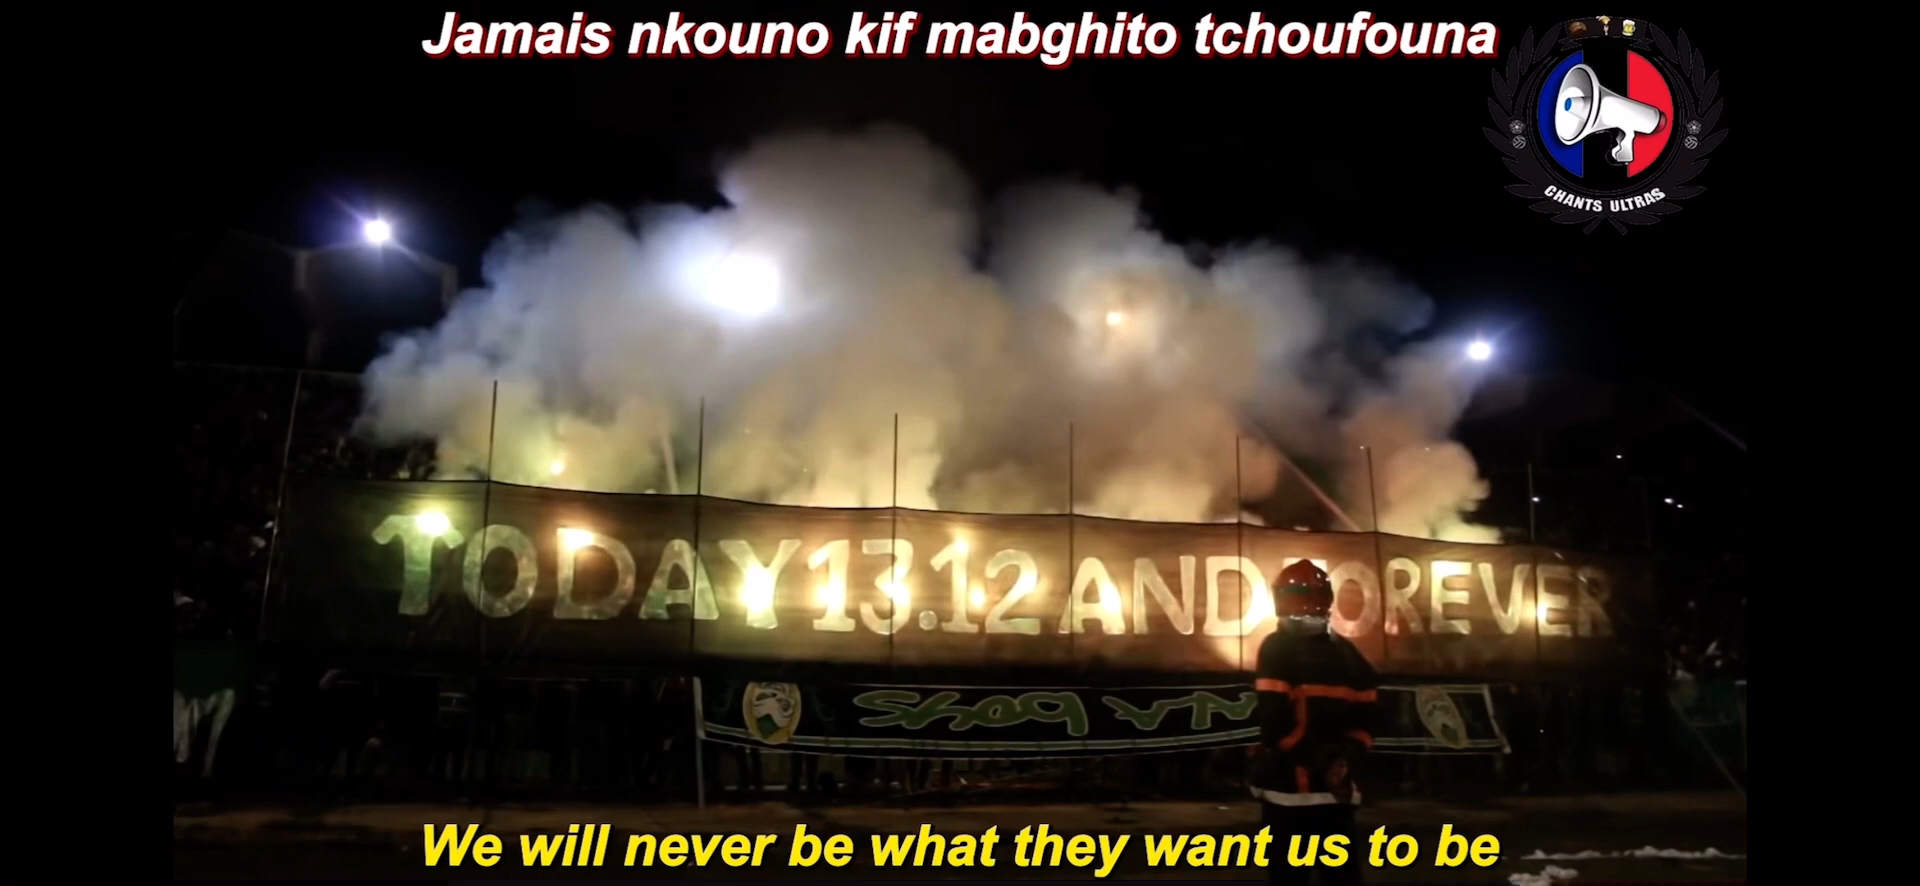 Jamais nkouno kif mabghito tchoufouna
CHANTS ULTRAS
TODAY 13.12 AND FOREVER
We will never be what they want us to be